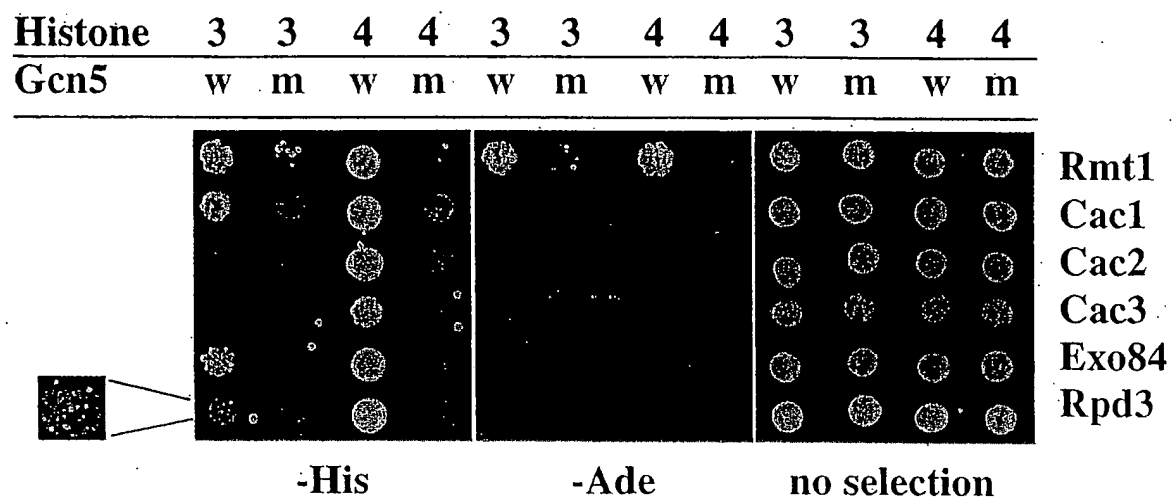 Histone 3 3 4 4 3 3 4 4 3 3 4 4
Gcn5 w m w m w m w m w m w m
Rmt1
Cac1
Cac2
Cac3
Exo84
Rpd3
-His -Ade no selection